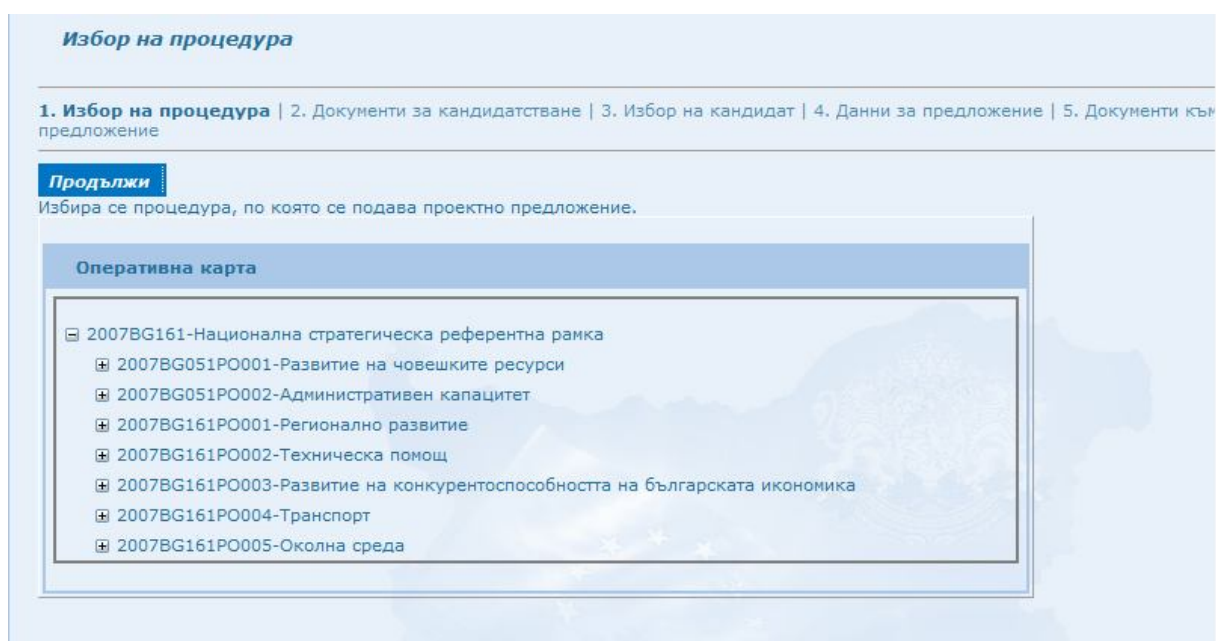 Избор на процедура
1. Избор на процедура | 2. Документи за кандидатстване | 3. Избор на кандидат | 4. Данни за предложение | 5. Документи към
предложение
Продължи
Избира се процедура, по която се подава проектно предложение.
Оперативна карта
2007BG161-Национална стратегическа референтна рамка
2007BG051PO001-Развитие на човешките ресурси
2007BG051PO002-Административен капацитет
2007BG161PO001-Регионално развитие
2007BG161PO002-Техническа помощ
2007BG161PO003-Развитие на конкурентоспособността на българската икономика
2007BG161PO004-Транспорт
2007BG161PO005-Околна среда